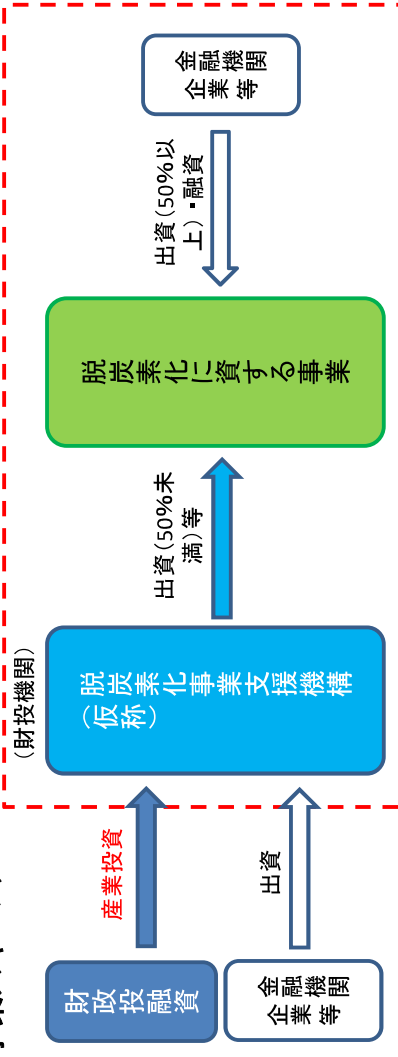 (財投機関)
財政投融資
産業投資
金融機関
企業等
出資
脱炭素化事業支援機構
(仮称)
出資(50%未
満)等
脱炭素化に資する事業
出資(50%以
上)・融資
金融機関
企業等